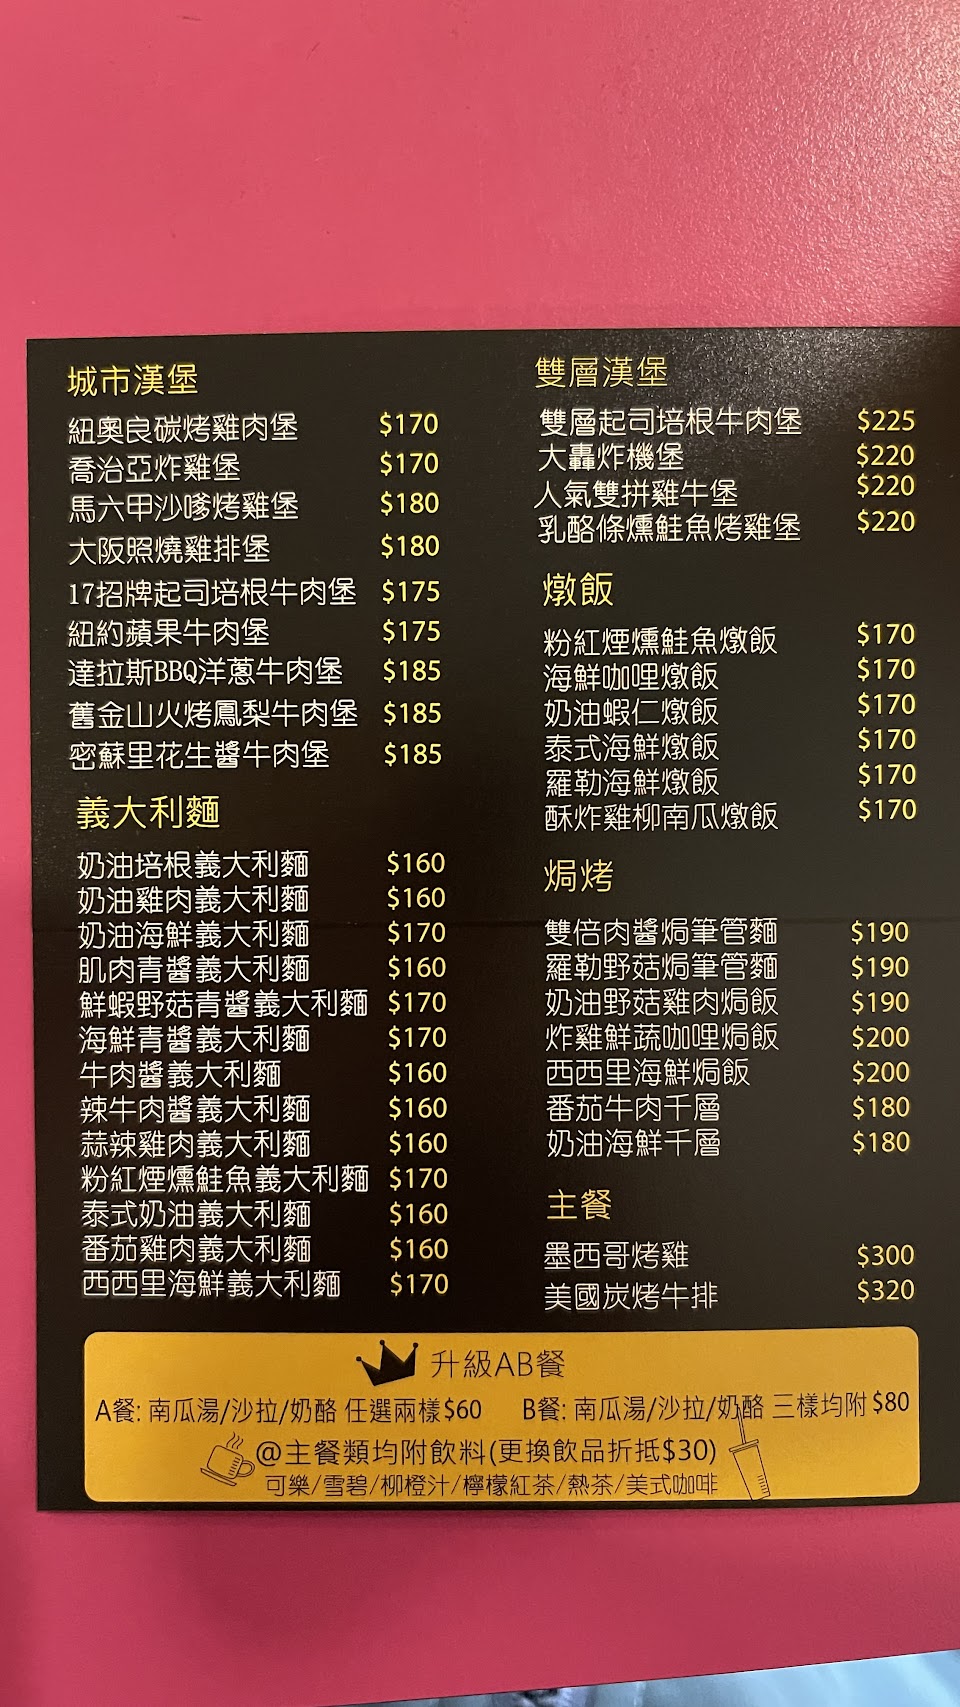 城市漢堡
紐奧良碳烤雞肉堡 $170
喬治亞炸雞堡 $170
馬六甲沙嗲烤雞堡 $180
大阪照燒雞排堡 $180
17招牌起司培根牛肉堡 $175
紐約蘋果牛肉堡 $175
達拉斯BBQ洋蔥牛肉堡 $185
舊金山火烤鳳梨牛肉堡 $185
密蘇里花生醬牛肉堡 $185
義大利麵
奶油培根義大利麵 $160
奶油雞肉義大利麵 $160
奶油海鮮義大利麵 $170
肌肉青醬義大利麵 $160
鮮蝦野菇青醬義大利麵 $170
海鮮青醬義大利麵 $170
牛肉醬義大利麵 $160
辣牛肉醬義大利麵 $160
蒜辣雞肉義大利麵 $160
粉紅煙燻鮭魚義大利麵 $170
泰式奶油義大利麵 $160
番茄雞肉義大利麵 $160
西西里海鮮義大利麵 $170
雙層漢堡
雙層起司培根牛肉堡 $225
大轟炸機堡 $220
人氣雙拼雞牛堡 $220
乳酪條燻鮭魚烤雞堡 $220
燉飯
粉紅煙燻鮭魚燉飯 $170
海鮮咖哩燉飯 $170
奶油蝦仁燉飯 $170
泰式海鮮燉飯 $170
羅勒海鮮燉飯 $170
酥炸雞柳南瓜燉飯 $170
焗烤
雙倍肉醬焗筆管麵 $190
羅勒野菇焗筆管麵 $190
奶油野菇雞肉焗飯 $190
炸雞鮮蔬咖哩焗飯 $200
西西里海鮮焗飯 $200
番茄牛肉千層 $180
奶油海鮮千層 $180
主餐
墨西哥烤雞 $300
美國炭烤牛排 $320
升級AB餐
A餐: 南瓜湯/沙拉/奶酪 任選兩樣$60 B餐: 南瓜湯/沙拉/奶酪 三樣均附 $80
@主餐類均附飲料(更換飲品折抵$30)
可樂/雪碧/柳橙汁/檸檬紅茶/熱茶/美式咖啡